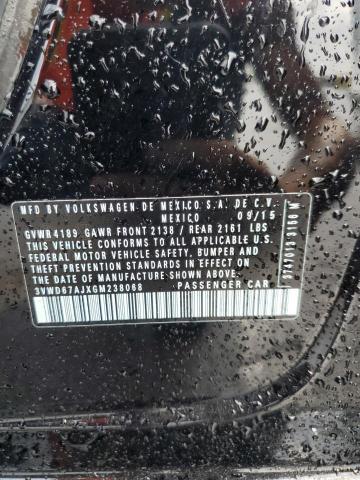 MFD BY VOLKSWAGEN DE MEXICO S.A. DE C.V.
MEXICO 09/15
GVWR 4189 GAWR FRONT 2138 / REAR 2161 LBS
THIS VEHICLE CONFORMS TO ALL APPLICABLE U.S.
FEDERAL MOTOR VEHICLE SAFETY, BUMPER AND
THEFT PREVENTION STANDARDS IN EFFECT ON
THE DATE OF MANUFACTURE SHOWN ABOVE.
3VWD67AJXGM238068 PASSENGER CAR